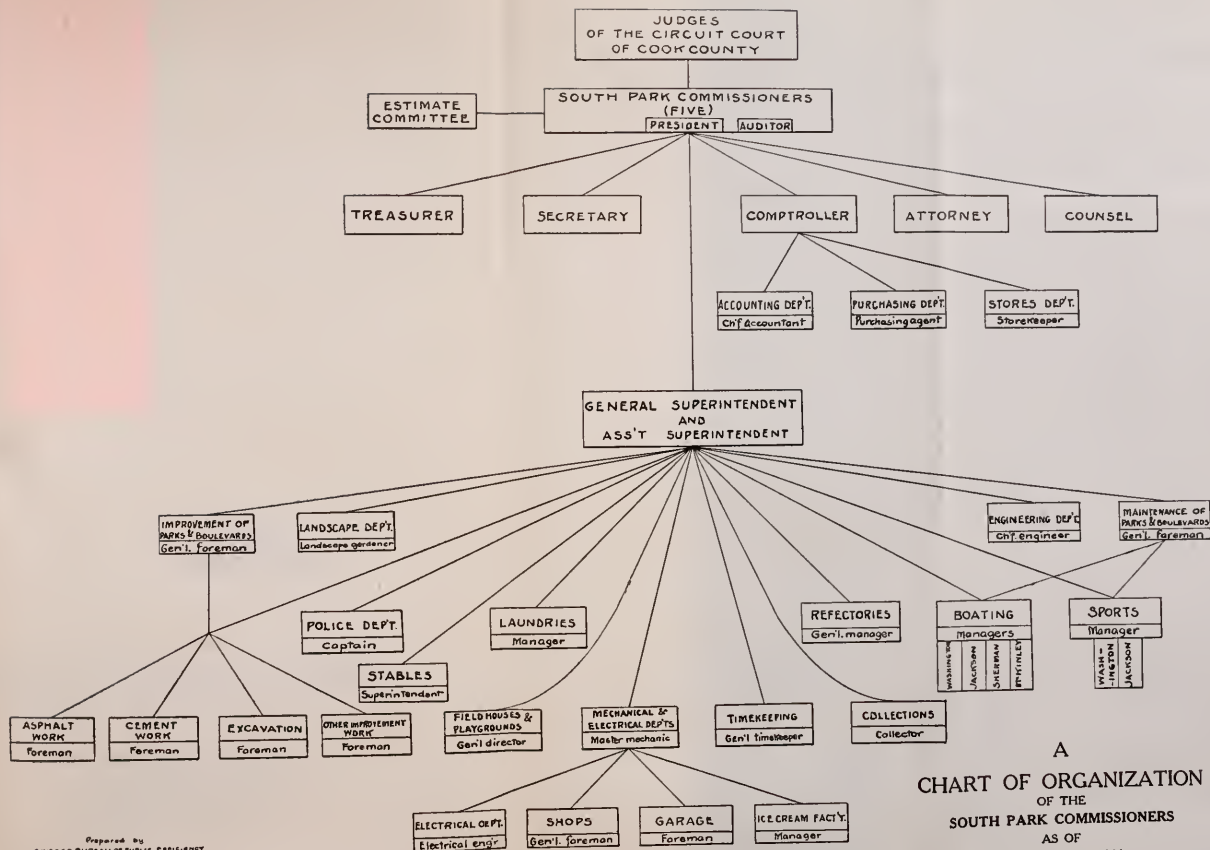 JUDGES
OF THE CIRCUIT COURT
OF COOK COUNTY
ESTIMATE
COMMITTEE
SOUTH PARK COMMISSIONERS
(FIVE)
PRESIDENT AUDITOR
TREASURER
SECRETARY
COMPTROLLER
ATTORNEY
COUNSEL
ACCOUNTING DEP'T.
Ch'f Accountant
PURCHASING DEP'T.
Purchasing agent
STORES DEP'T.
Storekeeper
GENERAL SUPERINTENDENT
AND
ASS'T SUPERINTENDENT
IMPROVEMENT OF
PARKS & BOULEVARDS
Gen'l. foreman
LANDSCAPE DEP'T.
Landscape gardener
ENGINEERING DEP'T.
Ch'f. engineer
MAINTENANCE OF
PARKS & BOULEVARDS
Gen'l. foreman
POLICE DEP'T.
Captain
LAUNDRIES
Manager
REFECTORIES
Gen'l. manager
BOATING
Managers
WASHINGTON
JACKSON
SHERMAN
McKINLEY
SPORTS
Manager
WASH-
INGTON
JACKSON
STABLES
Superintendent
ASPHALT
WORK
Foreman
CEMENT
WORK
Foreman
EXCAVATION
Foreman
OTHER IMPROVEMENT
WORK
Foreman
FIELD HOUSES &
PLAYGROUNDS
Gen'l director
MECHANICAL &
ELECTRICAL DEP'TS
Master mechanic
TIMEKEEPING
Gen'l timekeeper
COLLECTIONS
Collector
ELECTRICAL DEPT.
Electrical eng'r
SHOPS
Gen'l. foreman
GARAGE
Foreman
ICE CREAM FACT'Y.
Manager
A
CHART OF ORGANIZATION
OF THE
SOUTH PARK COMMISSIONERS
AS OF
Prepared by
BUREAU OF PUBLIC EFFICIENCY